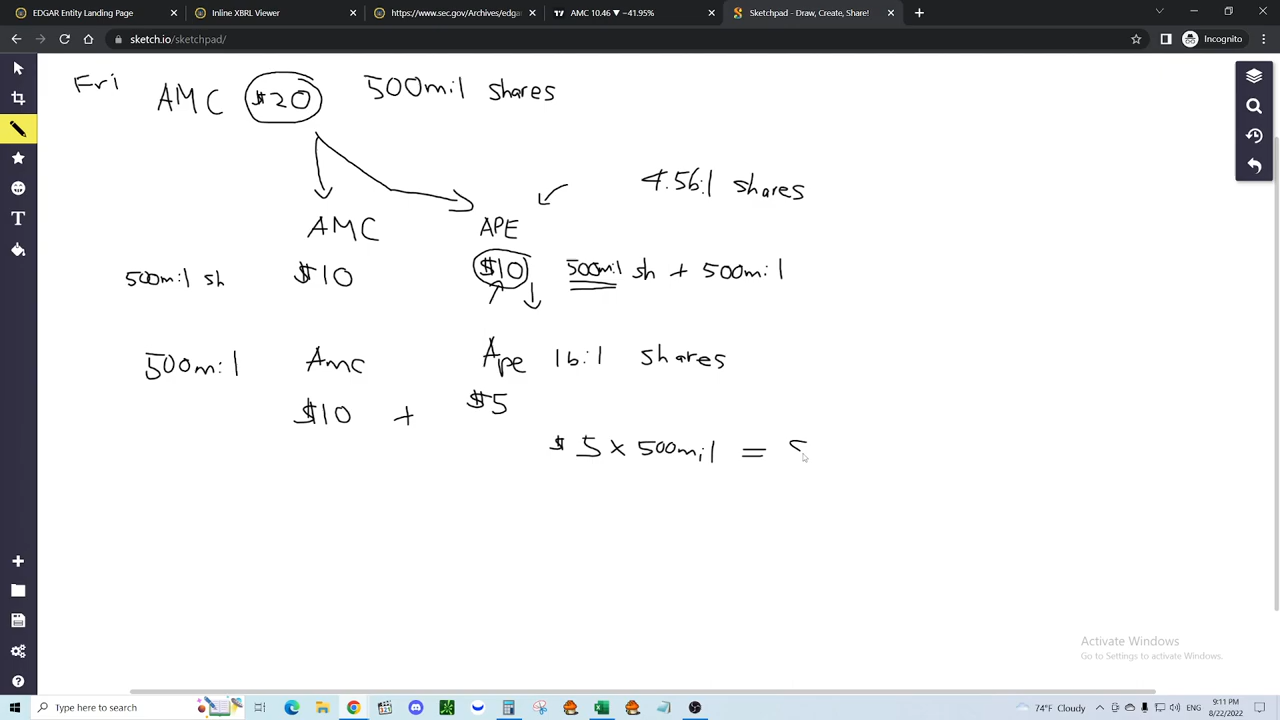 EDGAR Entity Landing Page
Inline XBRL Viewer
https://www.sec.gov/Archives/edgar
AMC 10.46 ▼ −41.95%
Sketchpad - Draw, Create, Share!
sketch.io/sketchpad/
Incognito
Fri AMC $20 500mil shares
4.5bil shares
AMC APE
500mil sh $10 $10 500mil sh + 500mil
500mil Amc Ape 1bil shares
$10 + $5
$5 x 500mil =
Activate Windows
Go to Settings to activate Windows.
Type here to search
74°F Cloudy
ENG
9:11 PM
8/22/2022